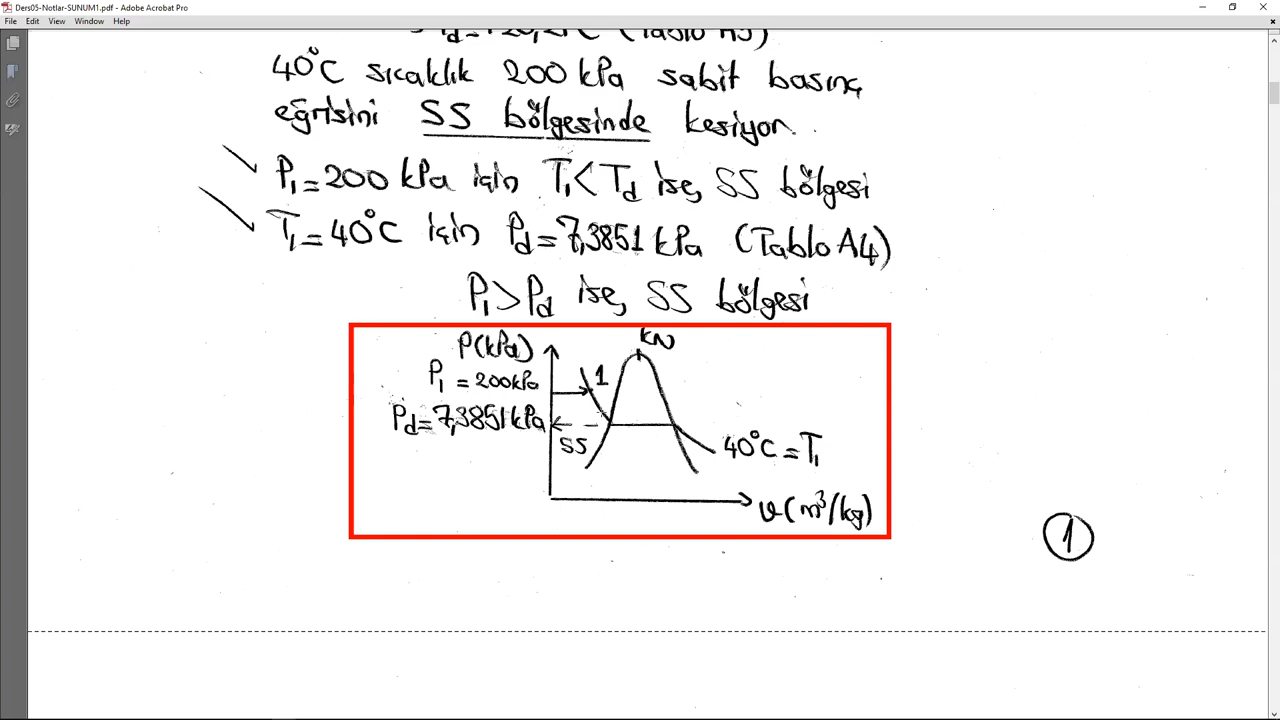 Ders05-Notlar-SUNUM1.pdf - Adobe Acrobat Pro
File Edit View Window Help
40°C sıcaklık 200 kPa sabit basınç
eğrisini SS bölgesinde kesiyor.
P₁=200 kPa için T₁<Td ise, SS bölgesi
T₁=40°C için Pd=7,3851 kPa (Tablo A4)
P₁>Pd ise, SS bölgesi
P(kPa)
KN
P₁=200kPa
1
Pd=7,3851 kPa
SS
40°C=T₁
v(m³/kg)
1